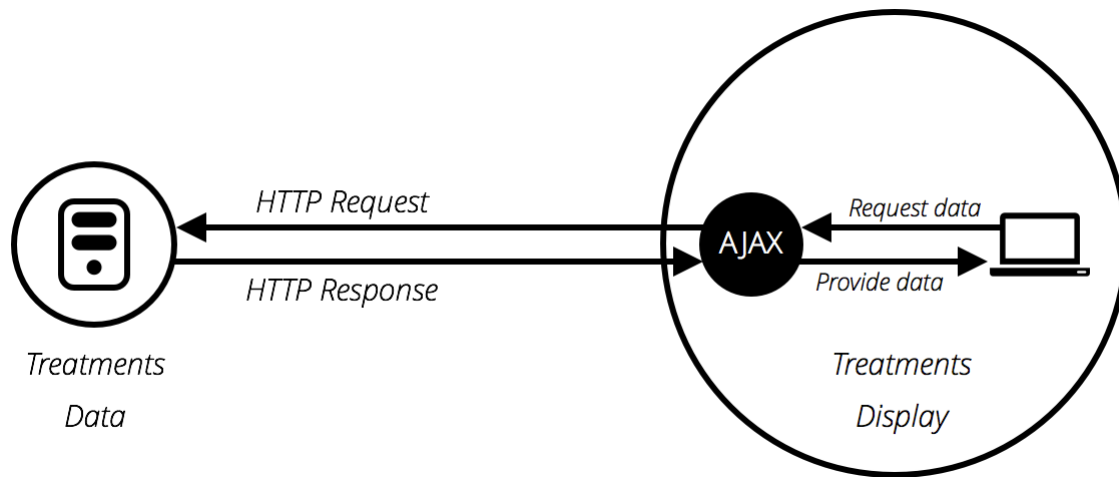 HTTP Request
HTTP Response
Treatments
Data
AJAX
Request data
Provide data
Treatments
Display